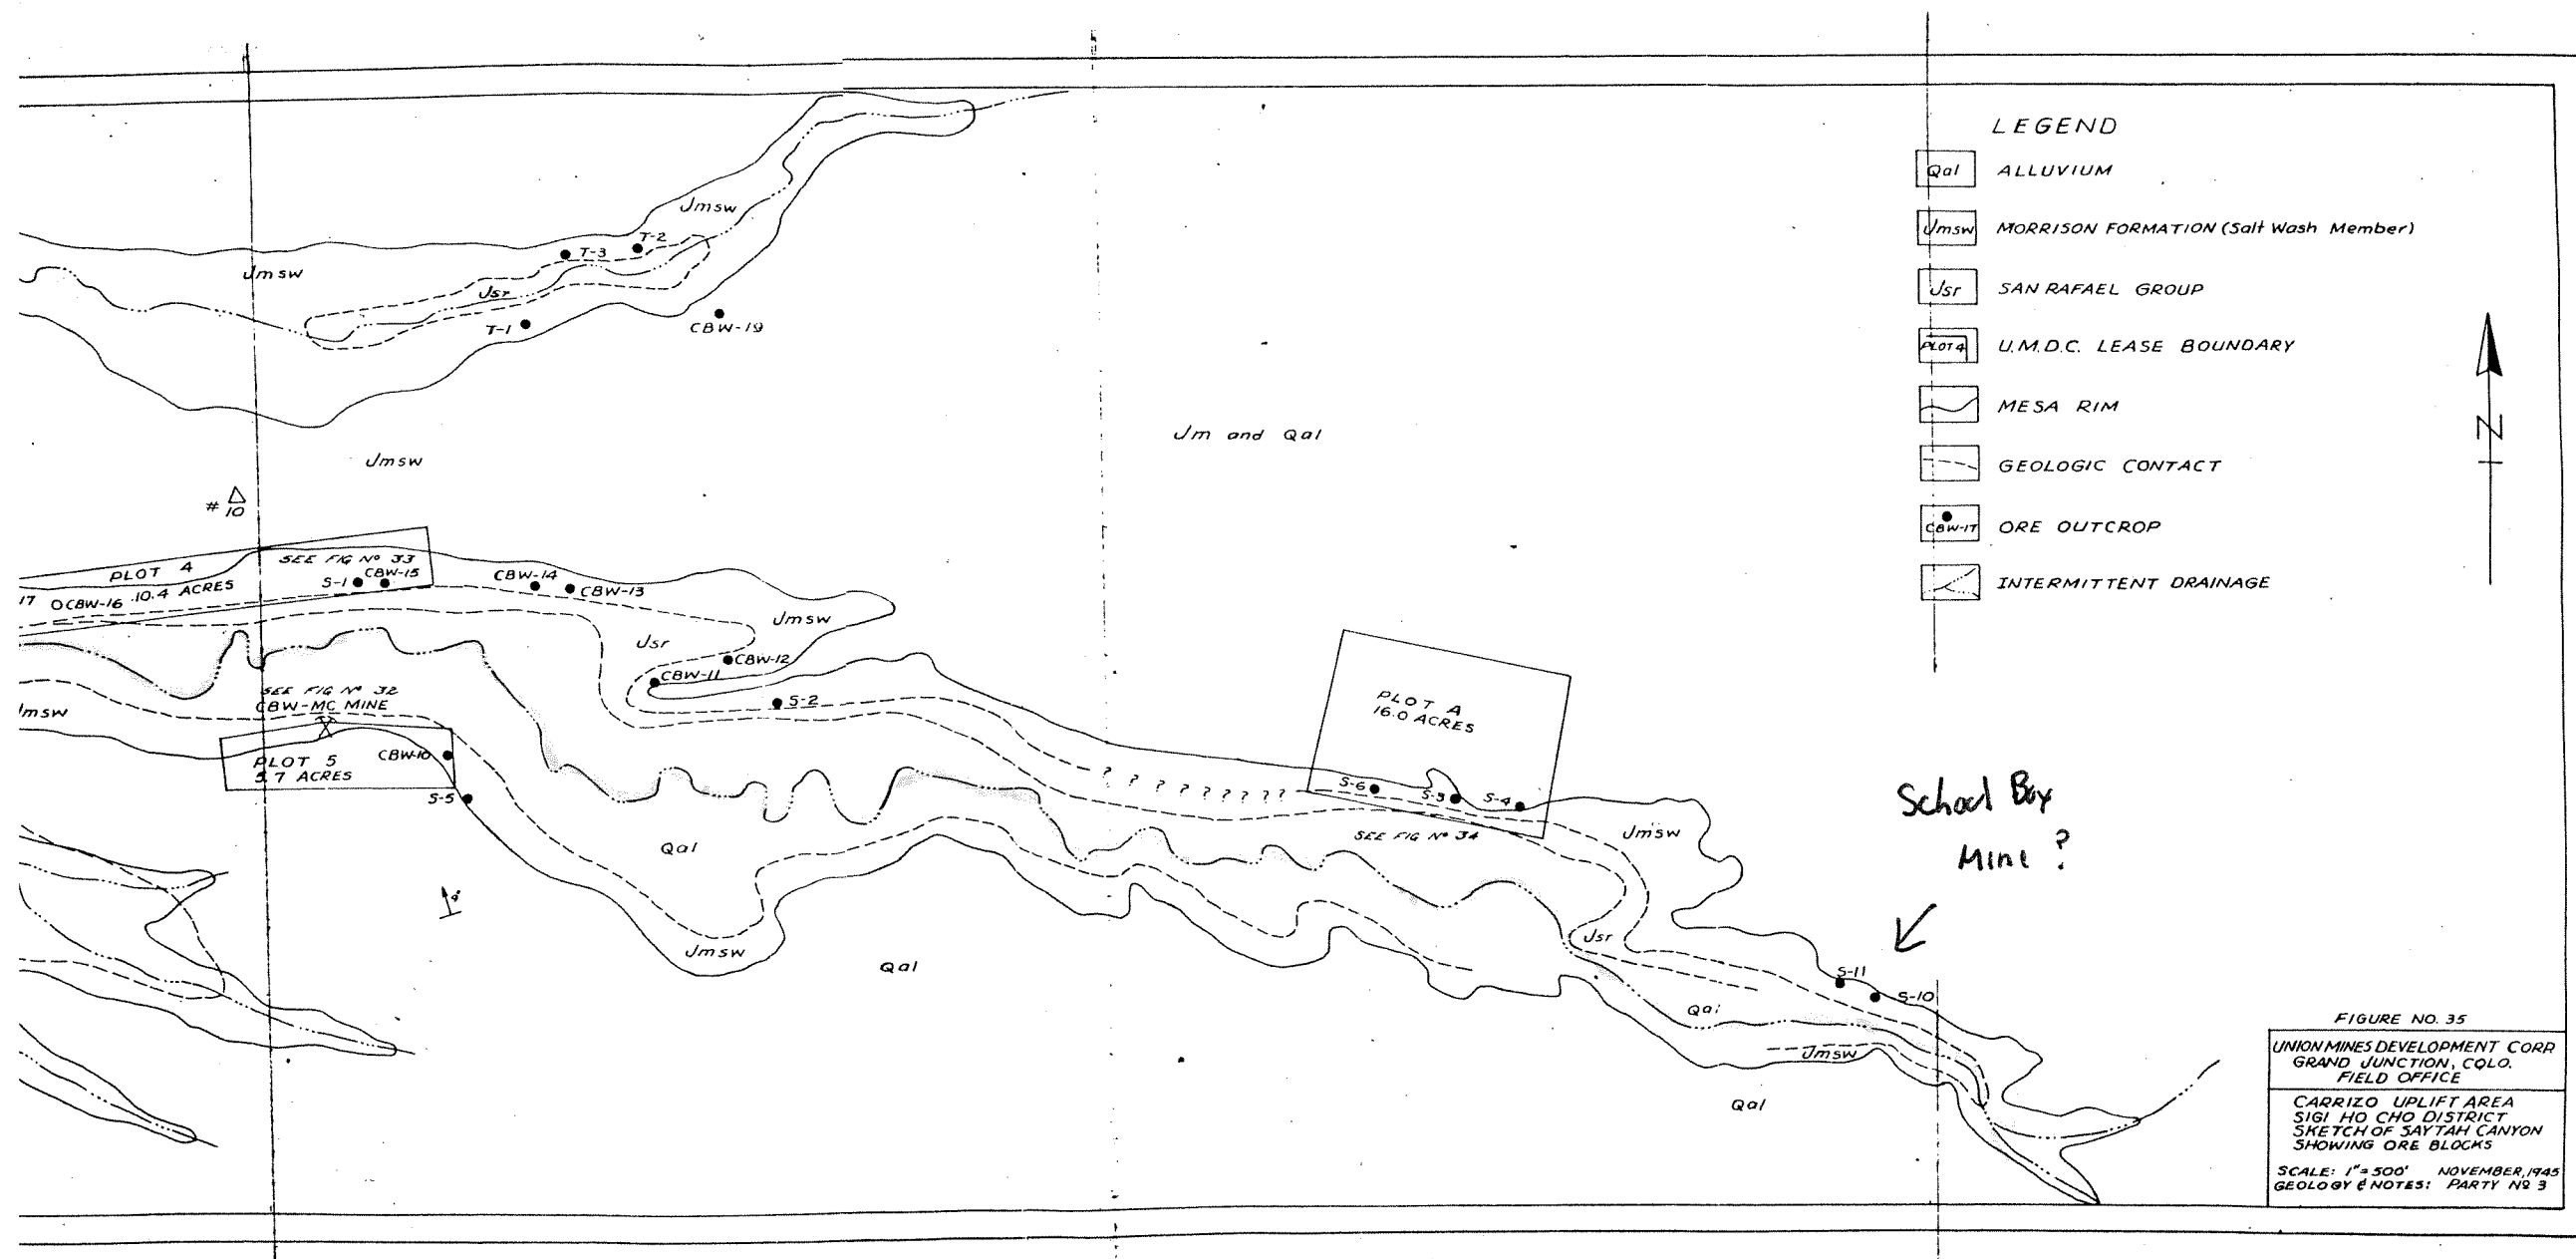 LEGEND
Qal ALLUVIUM
Jmsw MORRISON FORMATION (Salt Wash Member)
Jsr SAN RAFAEL GROUP
PLOT 4 U.M.D.C. LEASE BOUNDARY
MESA RIM
GEOLOGIC CONTACT
CBW-17 ORE OUTCROP
INTERMITTENT DRAINAGE
N
Jmsw
T-2
T-3
Jmsw
Jsr
T-1
CBW-19
Jm and Qal
Jmsw
# 10
SEE FIG Nº 33
PLOT 4
10.4 ACRES
S-1
CBW-15
17
CBW-16
CBW-14
CBW-13
Jmsw
Jsr
CBW-12
CBW-11
S-2
SEE FIG Nº 32
CBW-MC MINE
Jmsw
PLOT 5
5.7 ACRES
CBW-10
S-5
PLOT A
16.0 ACRES
? ? ? ? ? ? ? ? ?
S-6
S-3
S-4
SEE FIG Nº 34
Jmsw
School Boy
Mine ?
Qal
Jmsw
Qal
Jsr
S-11
S-10
Qal
Jmsw
Qal
FIGURE NO. 35
UNION MINES DEVELOPMENT CORP
GRAND JUNCTION, COLO.
FIELD OFFICE
CARRIZO UPLIFT AREA
SIGI HO CHO DISTRICT
SKETCH OF SAYTAH CANYON
SHOWING ORE BLOCKS
SCALE: 1"=500' NOVEMBER, 1945
GEOLOGY & NOTES: PARTY Nº 3